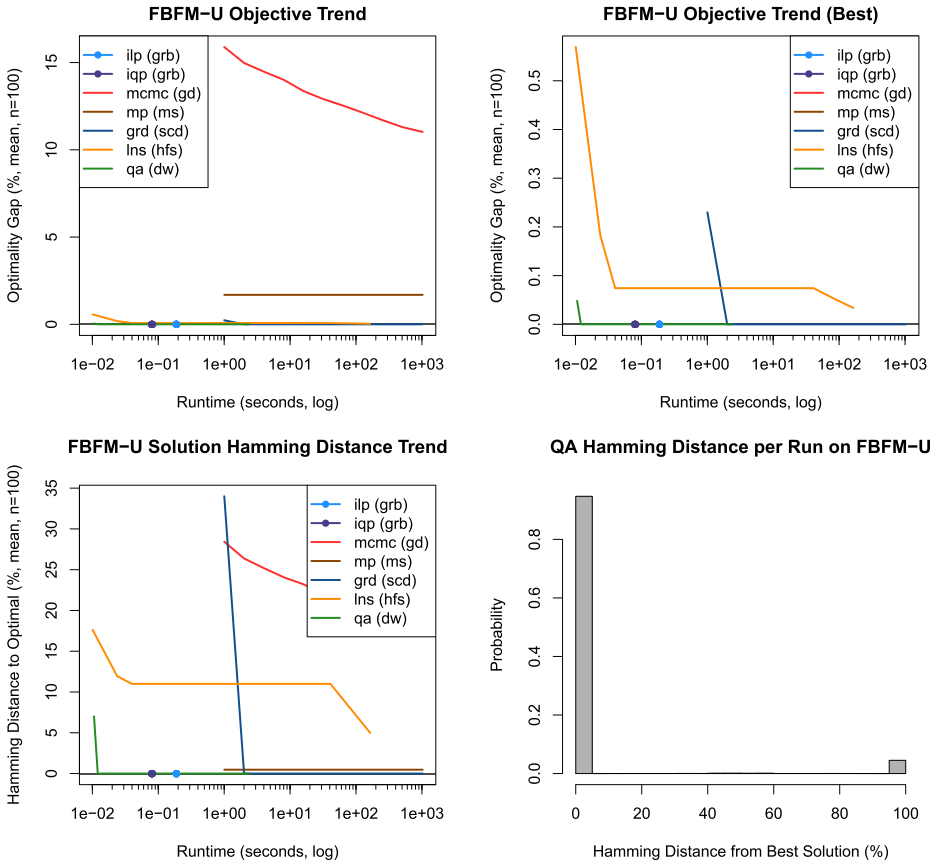 FBFM−U Objective Trend
Optimality Gap (%, mean, n=100)
15
10
5
0
ilp (grb)
iqp (grb)
mcmc (gd)
mp (ms)
grd (scd)
lns (hfs)
qa (dw)
1e−02 1e−01 1e+00 1e+01 1e+02 1e+03
Runtime (seconds, log)
FBFM−U Objective Trend (Best)
Optimality Gap (%, mean, n=100)
0.5
0.4
0.3
0.2
0.1
0.0
ilp (grb)
iqp (grb)
mp (ms)
grd (scd)
lns (hfs)
qa (dw)
1e−02 1e−01 1e+00 1e+01 1e+02 1e+03
Runtime (seconds, log)
FBFM−U Solution Hamming Distance Trend
Hamming Distance to Optimal (%, mean, n=100)
35
30
25
20
15
10
5
0
ilp (grb)
iqp (grb)
mcmc (gd)
mp (ms)
grd (scd)
lns (hfs)
qa (dw)
1e−02 1e−01 1e+00 1e+01 1e+02 1e+03
Runtime (seconds, log)
QA Hamming Distance per Run on FBFM−U
Probability
0.8
0.6
0.4
0.2
0.0
0 20 40 60 80 100
Hamming Distance from Best Solution (%)